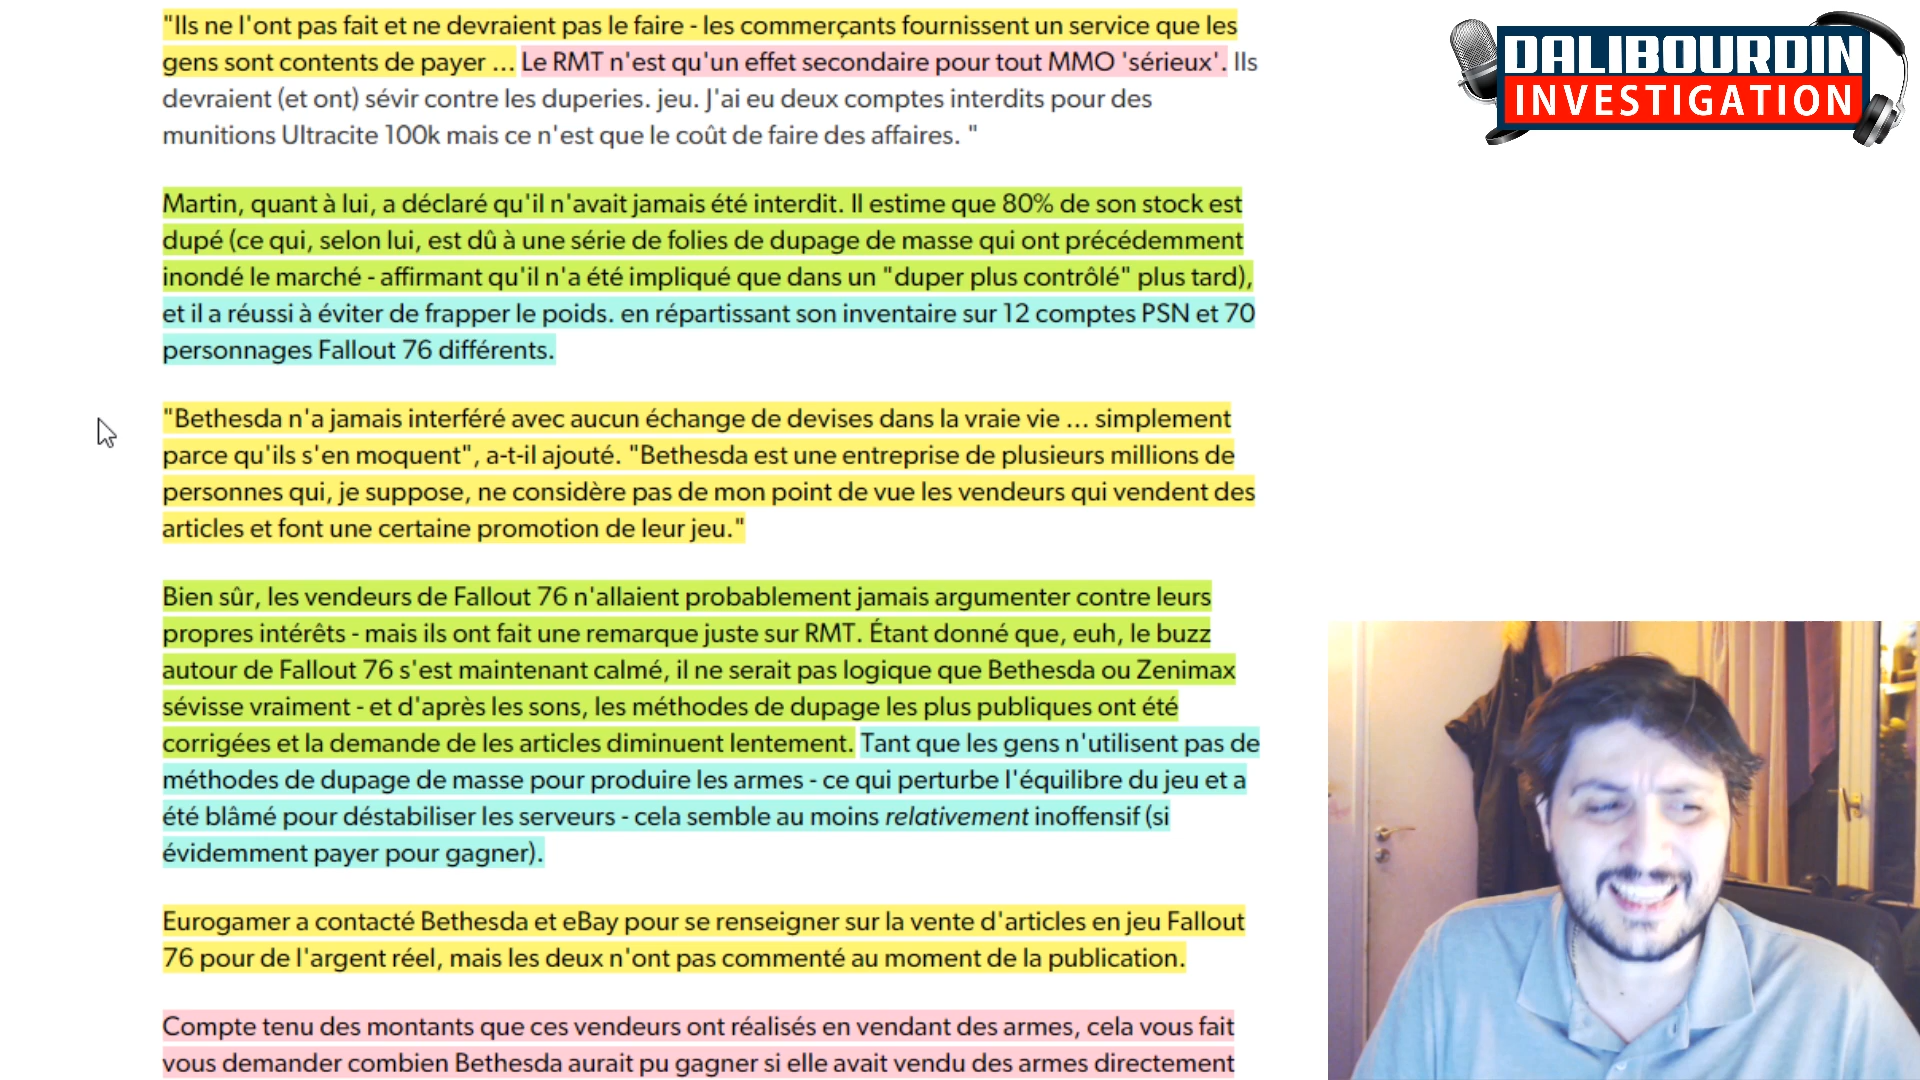 "Ils ne l'ont pas fait et ne devraient pas le faire - les commerçants fournissent un service que les
gens sont contents de payer ... Le RMT n'est qu'un effet secondaire pour tout MMO 'sérieux'. Ils
devraient (et ont) sévir contre les duperies. jeu. J'ai eu deux comptes interdits pour des
munitions Ultracite 100k mais ce n'est que le coût de faire des affaires. "
Martin, quant à lui, a déclaré qu'il n'avait jamais été interdit. Il estime que 80% de son stock est
dupé (ce qui, selon lui, est dû à une série de folies de dupage de masse qui ont précédemment
inondé le marché - affirmant qu'il n'a été impliqué que dans un "duper plus contrôlé" plus tard),
et il a réussi à éviter de frapper le poids. en répartissant son inventaire sur 12 comptes PSN et 70
personnages Fallout 76 différents.
"Bethesda n'a jamais interféré avec aucun échange de devises dans la vraie vie ... simplement
parce qu'ils s'en moquent", a-t-il ajouté. "Bethesda est une entreprise de plusieurs millions de
personnes qui, je suppose, ne considère pas de mon point de vue les vendeurs qui vendent des
articles et font une certaine promotion de leur jeu."
Bien sûr, les vendeurs de Fallout 76 n'allaient probablement jamais argumenter contre leurs
propres intérêts - mais ils ont fait une remarque juste sur RMT. Étant donné que, euh, le buzz
autour de Fallout 76 s'est maintenant calmé, il ne serait pas logique que Bethesda ou Zenimax
sévisse vraiment - et d'après les sons, les méthodes de dupage les plus publiques ont été
corrigées et la demande de les articles diminuent lentement. Tant que les gens n'utilisent pas de
méthodes de dupage de masse pour produire les armes - ce qui perturbe l'équilibre du jeu et a
été blâmé pour déstabiliser les serveurs - cela semble au moins relativement inoffensif (si
évidemment payer pour gagner).
Eurogamer a contacté Bethesda et eBay pour se renseigner sur la vente d'articles en jeu Fallout
76 pour de l'argent réel, mais les deux n'ont pas commenté au moment de la publication.
Compte tenu des montants que ces vendeurs ont réalisés en vendant des armes, cela vous fait
vous demander combien Bethesda aurait pu gagner si elle avait vendu des armes directement
DALIBOURDIN
INVESTIGATION